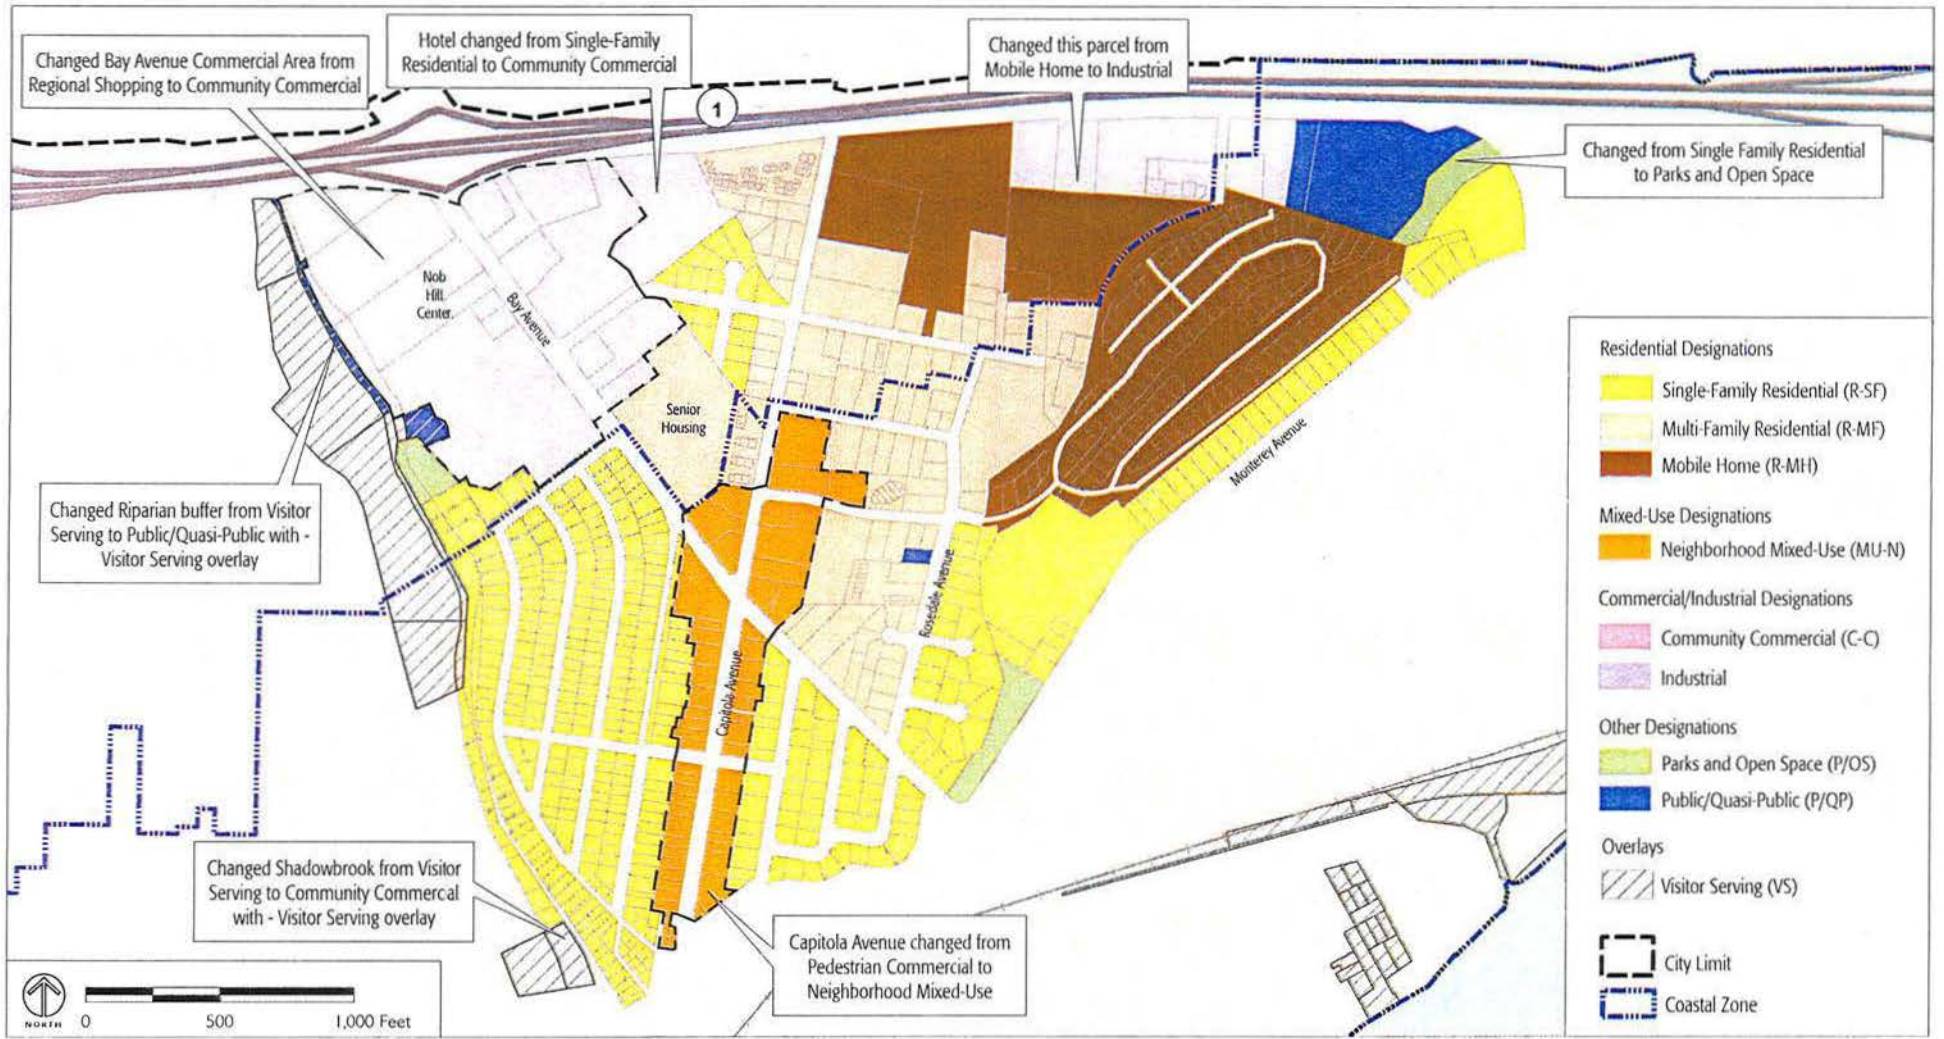 Changed Bay Avenue Commercial Area from
Regional Shopping to Community Commercial
Hotel changed from Single-Family
Residential to Community Commercial
Changed this parcel from
Mobile Home to Industrial
1
Changed from Single Family Residential
to Parks and Open Space
Nob
Hill
Center
Bay Avenue
Senior
Housing
Monterey Avenue
Rosedale Avenue
Capitola Avenue
Changed Riparian buffer from Visitor
Serving to Public/Quasi-Public with -
Visitor Serving overlay
Changed Shadowbrook from Visitor
Serving to Community Commercal
with - Visitor Serving overlay
Capitola Avenue changed from
Pedestrian Commercial to
Neighborhood Mixed-Use
Residential Designations
Single-Family Residential (R-SF)
Multi-Family Residential (R-MF)
Mobile Home (R-MH)
Mixed-Use Designations
Neighborhood Mixed-Use (MU-N)
Commercial/Industrial Designations
Community Commercial (C-C)
Industrial
Other Designations
Parks and Open Space (P/OS)
Public/Quasi-Public (P/QP)
Overlays
Visitor Serving (VS)
City Limit
Coastal Zone
NORTH
0 500 1,000 Feet